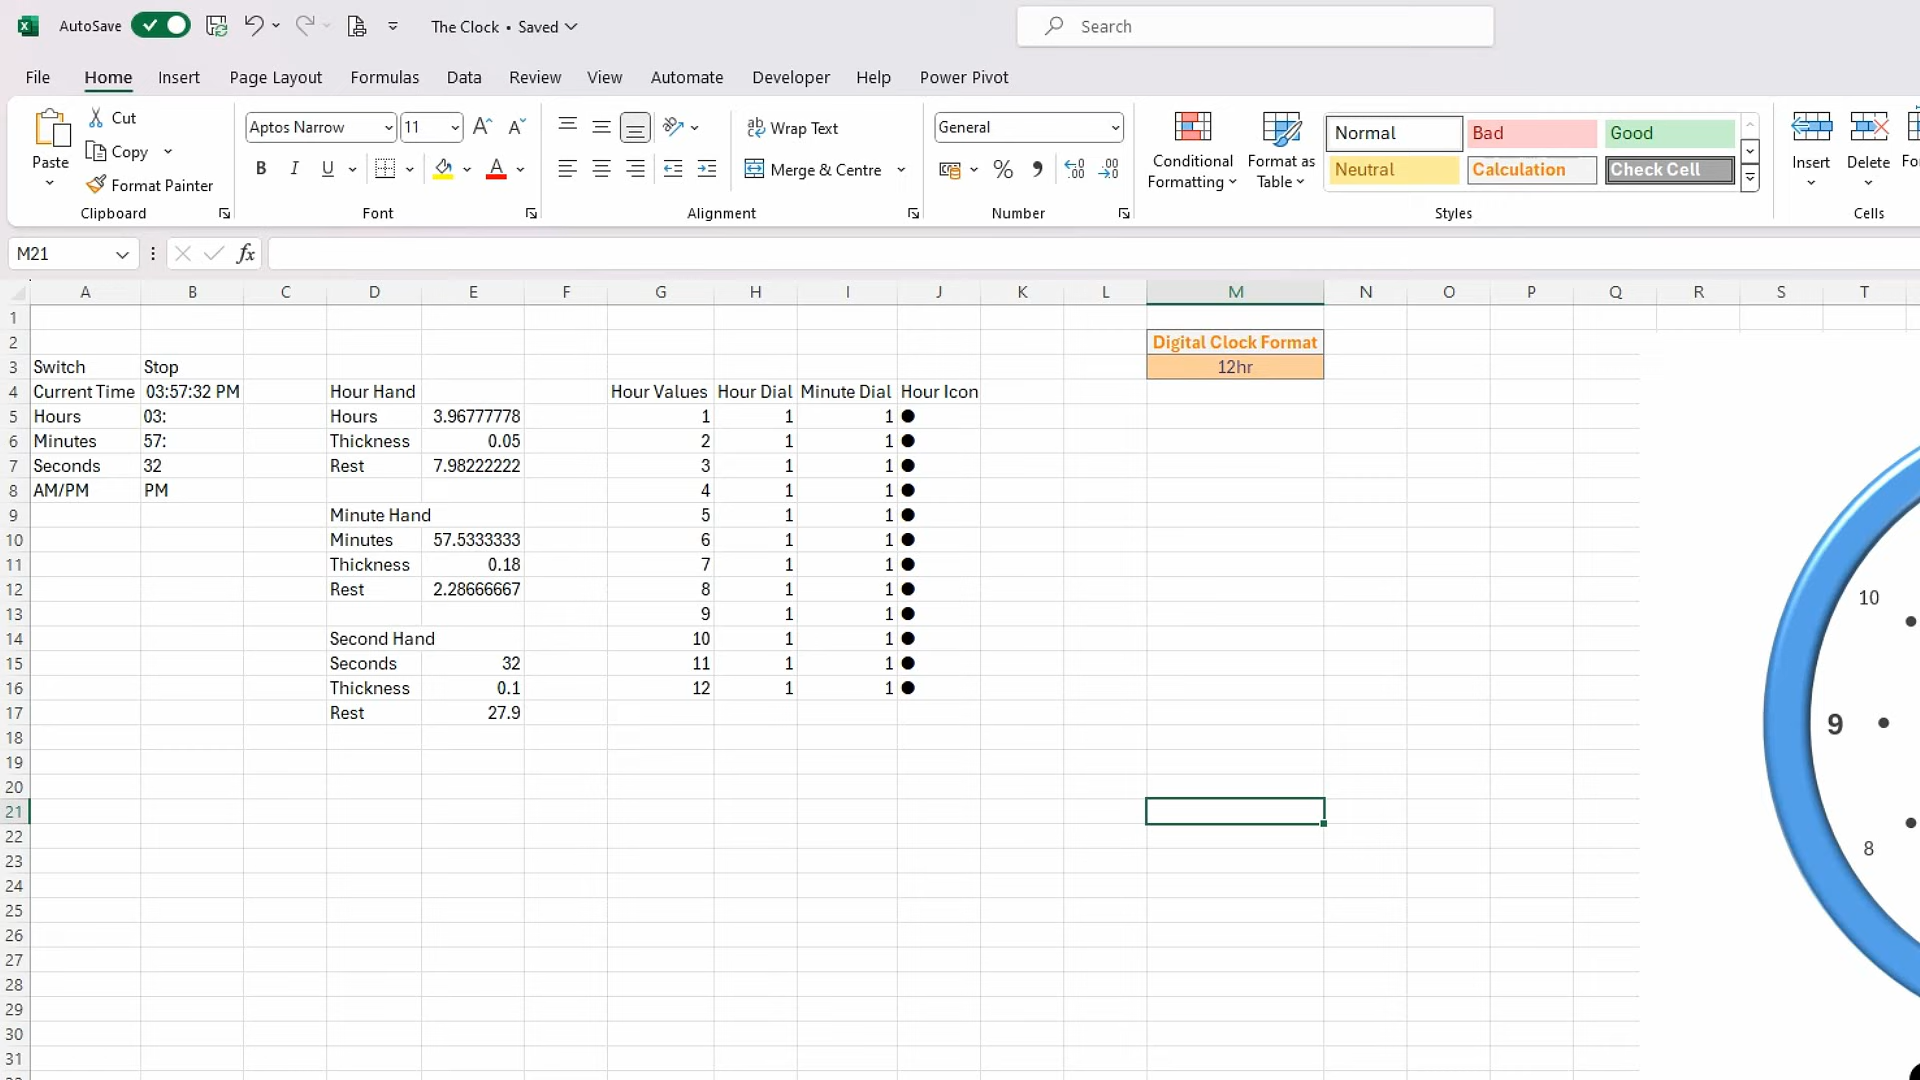 AutoSave The Clock • Saved Search
File Home Insert Page Layout Formulas Data Review View Automate Developer Help Power Pivot
Paste Cut Copy Format Painter Clipboard
Aptos Narrow 11 B I U A Font
Wrap Text Merge & Centre Alignment
General % Number
Conditional Formatting Format as Table
Normal Bad Good
Neutral Calculation Check Cell
Styles
Insert Delete Cells
M21 fx
A B C D E F G H I J K L M N O P Q R S T
1
2 Digital Clock Format
3 Switch Stop 12hr
4 Current Time 03:57:32 PM Hour Hand Hour Values Hour Dial Minute Dial Hour Icon
5 Hours 03: Hours 3.96777778 1 1 1 ●
6 Minutes 57: Thickness 0.05 2 1 1 ●
7 Seconds 32 Rest 7.98222222 3 1 1 ●
8 AM/PM PM 4 1 1 ●
9 Minute Hand 5 1 1 ●
10 Minutes 57.5333333 6 1 1 ●
11 Thickness 0.18 7 1 1 ●
12 Rest 2.28666667 8 1 1 ●
13 9 1 1 ●
14 Second Hand 10 1 1 ●
15 Seconds 32 11 1 1 ●
16 Thickness 0.1 12 1 1 ●
17 Rest 27.9
18
19
20
21
22
23
24
25
26
27
28
29
30
31
10
9
8